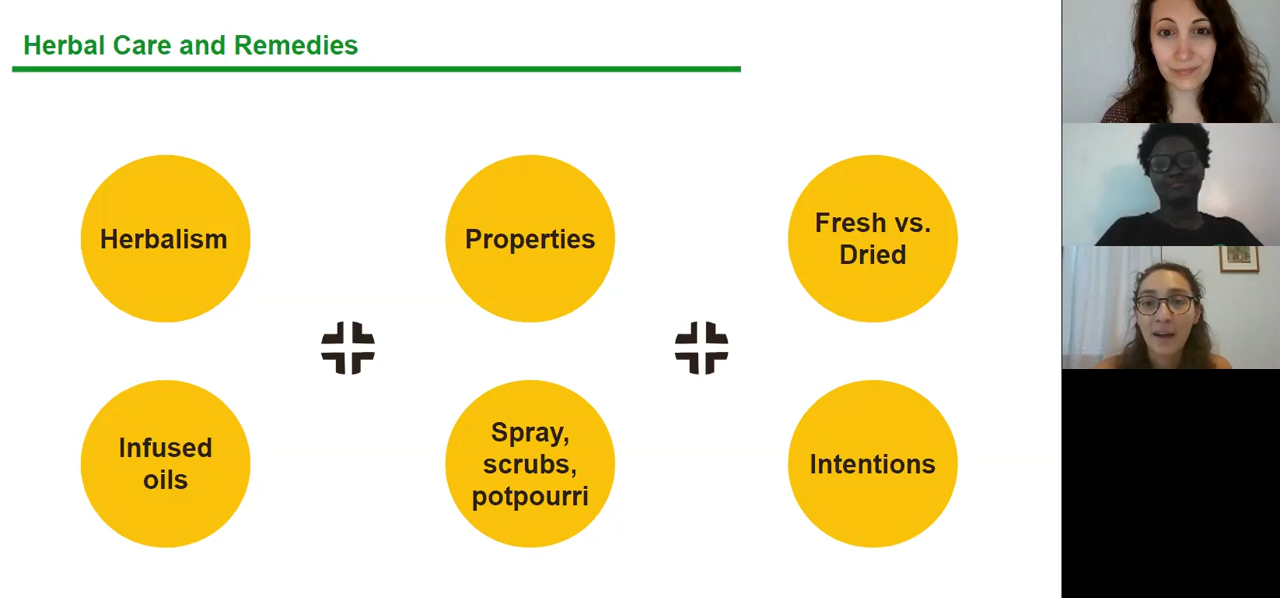 Herbal Care and Remedies
Herbalism
Properties
Fresh vs.
Dried
Infused
oils
Spray,
scrubs,
potpourri
Intentions